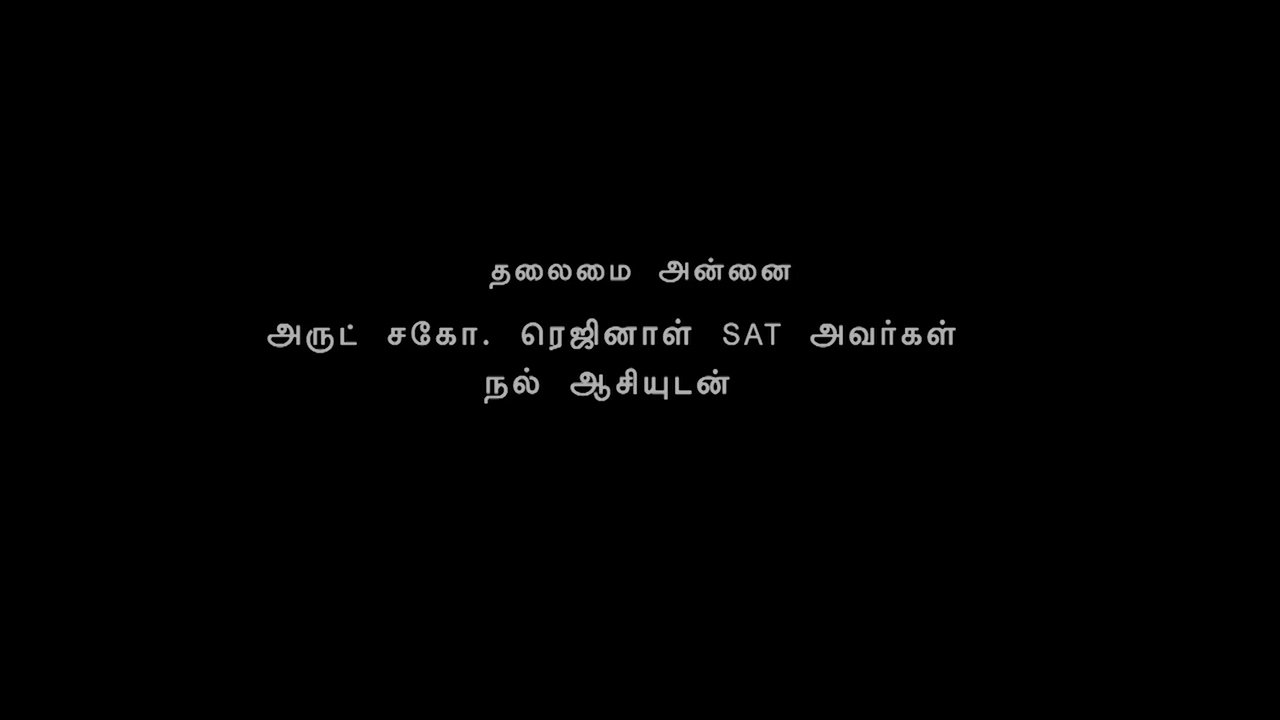 தலைமை அன்னை
அருட் சகோ. ரெஜினாள் SAT அவர்கள்
நல் ஆசியுடன்